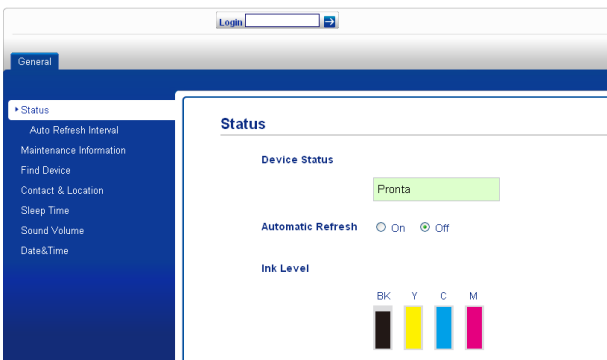 Login
General
Status
Auto Refresh Interval
Maintenance Information
Find Device
Contact & Location
Sleep Time
Sound Volume
Date&Time
Status
Device Status
Pronta
Automatic Refresh On Off
Ink Level
BK Y C M